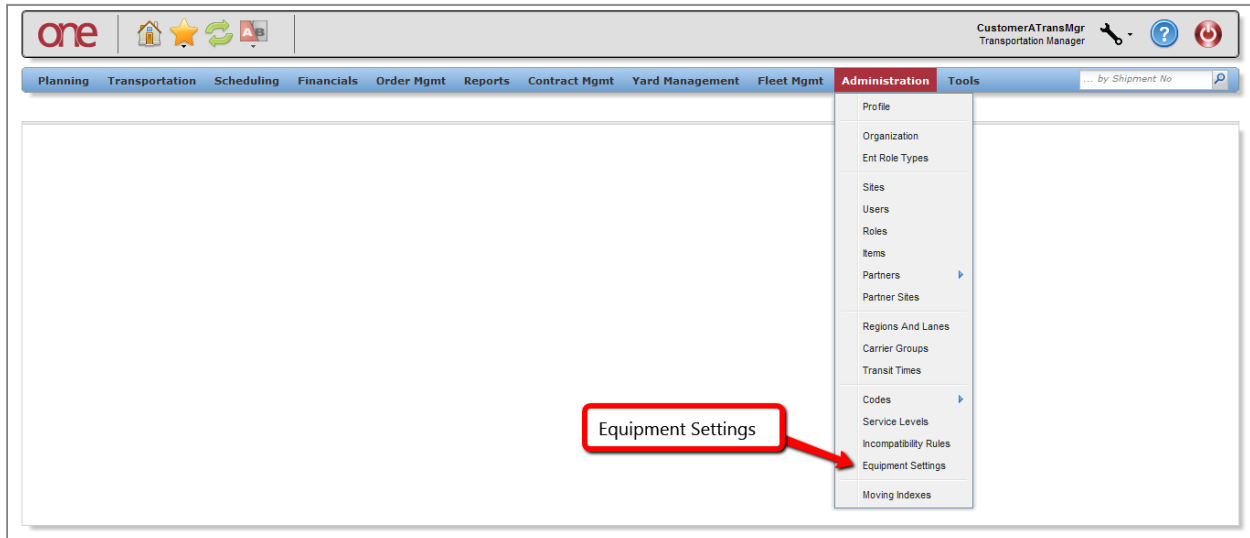 one
AB
CustomerATransMgr
Transportation Manager
?
Planning Transportation Scheduling Financials Order Mgmt Reports Contract Mgmt Yard Management Fleet Mgmt Administration Tools ... by Shipment No
Profile
Organization
Ent Role Types
Sites
Users
Roles
Items
Partners
Partner Sites
Regions And Lanes
Carrier Groups
Transit Times
Codes
Service Levels
Equipment Settings
Incompatibility Rules
Equipment Settings
Moving Indexes